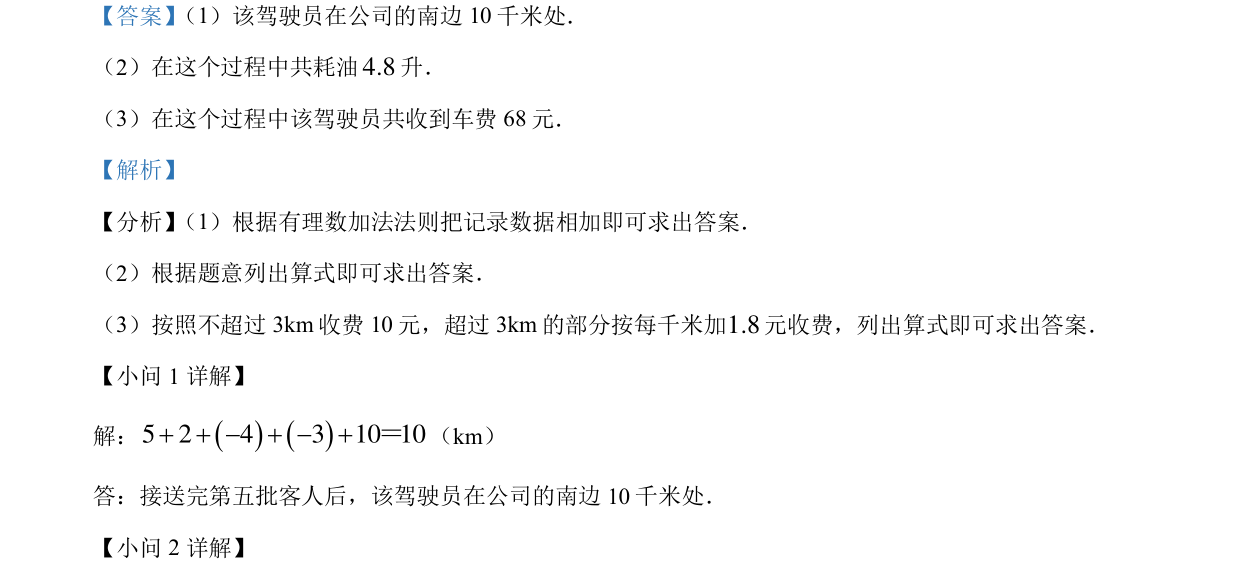 【答案】（1）该驾驶员在公司的南边 10 千米处．
（2）在这个过程中共耗油 4.8 升．
（3）在这个过程中该驾驶员共收到车费 68 元．
【解析】
【分析】（1）根据有理数加法法则把记录数据相加即可求出答案．
（2）根据题意列出算式即可求出答案．
（3）按照不超过 3km 收费 10 元，超过 3km 的部分按每千米加1.8 元收费，列出算式即可求出答案．
【小问 1 详解】
解：5+2+(−4)+(−3)+10=10（km）
答：接送完第五批客人后，该驾驶员在公司的南边 10 千米处．
【小问 2 详解】